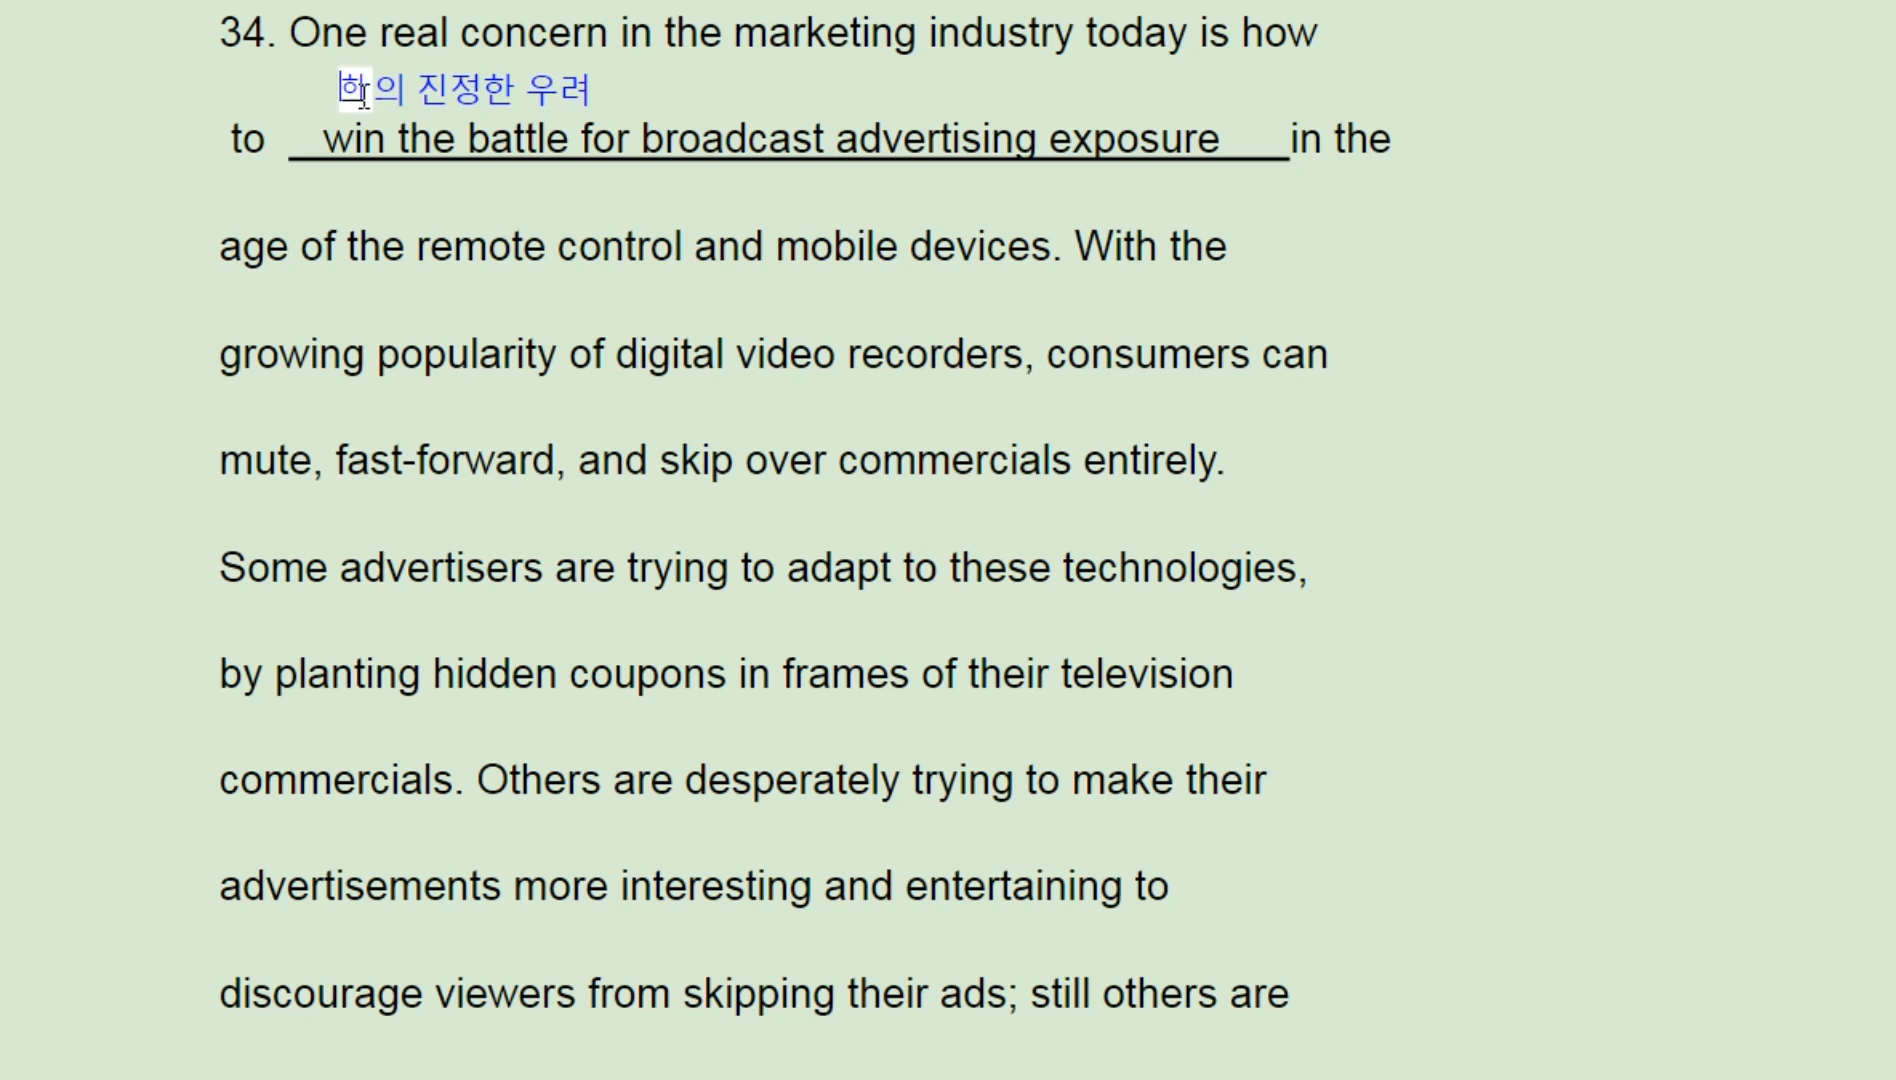 34. One real concern in the marketing industry today is how
의 진정한 우려
to win the battle for broadcast advertising exposure in the
age of the remote control and mobile devices. With the
growing popularity of digital video recorders, consumers can
mute, fast-forward, and skip over commercials entirely.
Some advertisers are trying to adapt to these technologies,
by planting hidden coupons in frames of their television
commercials. Others are desperately trying to make their
advertisements more interesting and entertaining to
discourage viewers from skipping their ads; still others are